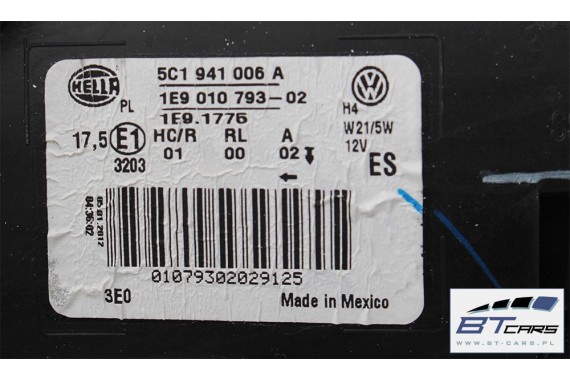 HELLA
PL
5C1 941 006 A
1E9 010 793-02
1E9.1776
17,5 E1
3203
HC/R RL A
01 00 02
H4
W21/5W
12V
ES
05.01.2012
04:36:02
01079302029125
3E0
Made in Mexico
BT CARS
WWW.BT-CARS.PL